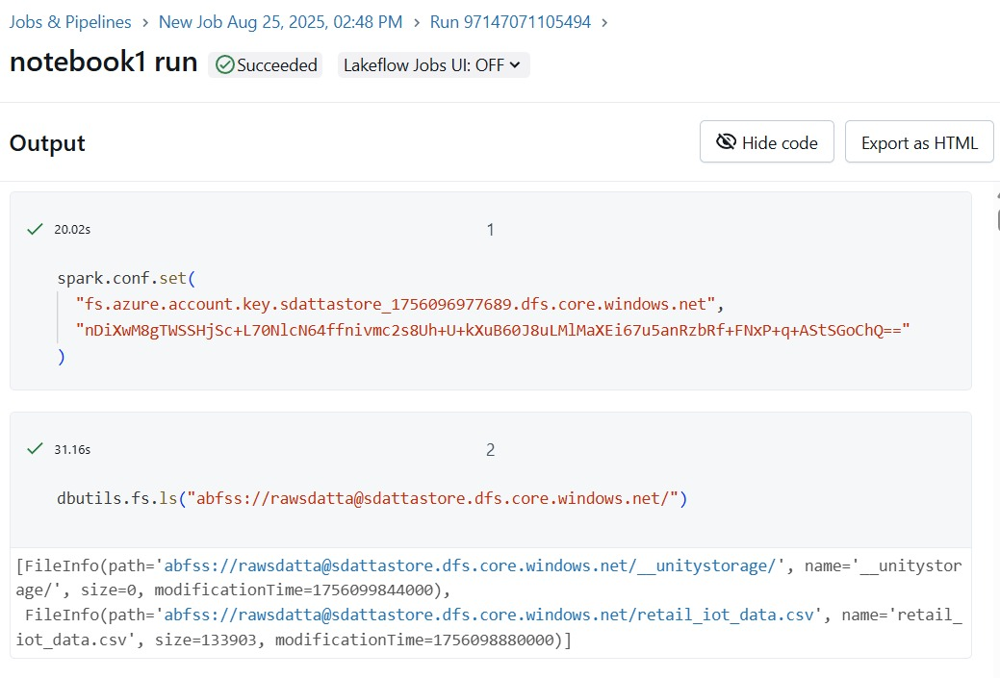 Jobs & Pipelines > New Job Aug 25, 2025, 02:48 PM > Run 97147071105494 >
notebook1 run Succeeded Lakeflow Jobs UI: OFF
Output Hide code Export as HTML
20.02s 1
spark.conf.set(
"fs.azure.account.key.sdattastore_1756096977689.dfs.core.windows.net",
"nDiXwM8gTWSSHjSc+L70NlcN64ffnivmc2s8Uh+U+kXuB60J8uLMlMaXEi67u5anRzbRf+FNxP+q+AStSGoChQ=="
)
31.16s 2
dbutils.fs.ls("abfss://rawsdatta@sdattastore.dfs.core.windows.net/")
[FileInfo(path='abfss://rawsdatta@sdattastore.dfs.core.windows.net/__unitystorage/', name='__unitystor
age/', size=0, modificationTime=1756099844000),
FileInfo(path='abfss://rawsdatta@sdattastore.dfs.core.windows.net/retail_iot_data.csv', name='retail_
iot_data.csv', size=133903, modificationTime=1756098880000)]